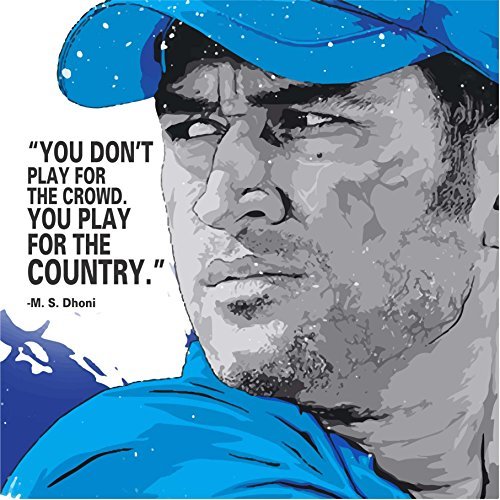 “YOU DON’T
PLAY FOR
THE CROWD.
YOU PLAY
FOR THE
COUNTRY.”
-M. S. Dhoni